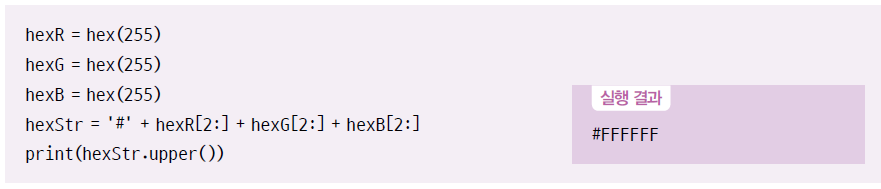 hexR = hex(255)
hexG = hex(255)
hexB = hex(255)
hexStr = '#' + hexR[2:] + hexG[2:] + hexB[2:]
print(hexStr.upper())
실행 결과
#FFFFFF